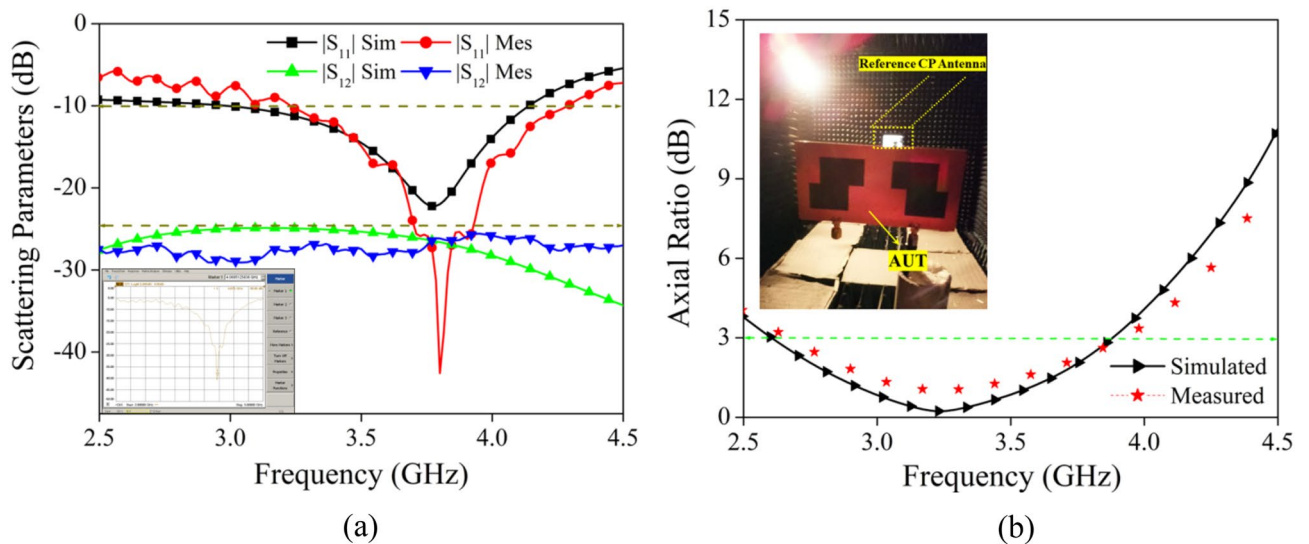 |S₁₁| Sim |S₁₁| Mes
|S₁₂| Sim |S₁₂| Mes
Scattering Parameters (dB)
0
-10
-20
-30
-40
2.5 3.0 3.5 4.0 4.5
Frequency (GHz)
(a)
Reference CP Antenna
AUT
Axial Ratio (dB)
15
12
9
6
3
0
Simulated
Measured
2.5 3.0 3.5 4.0 4.5
Frequency (GHz)
(b)